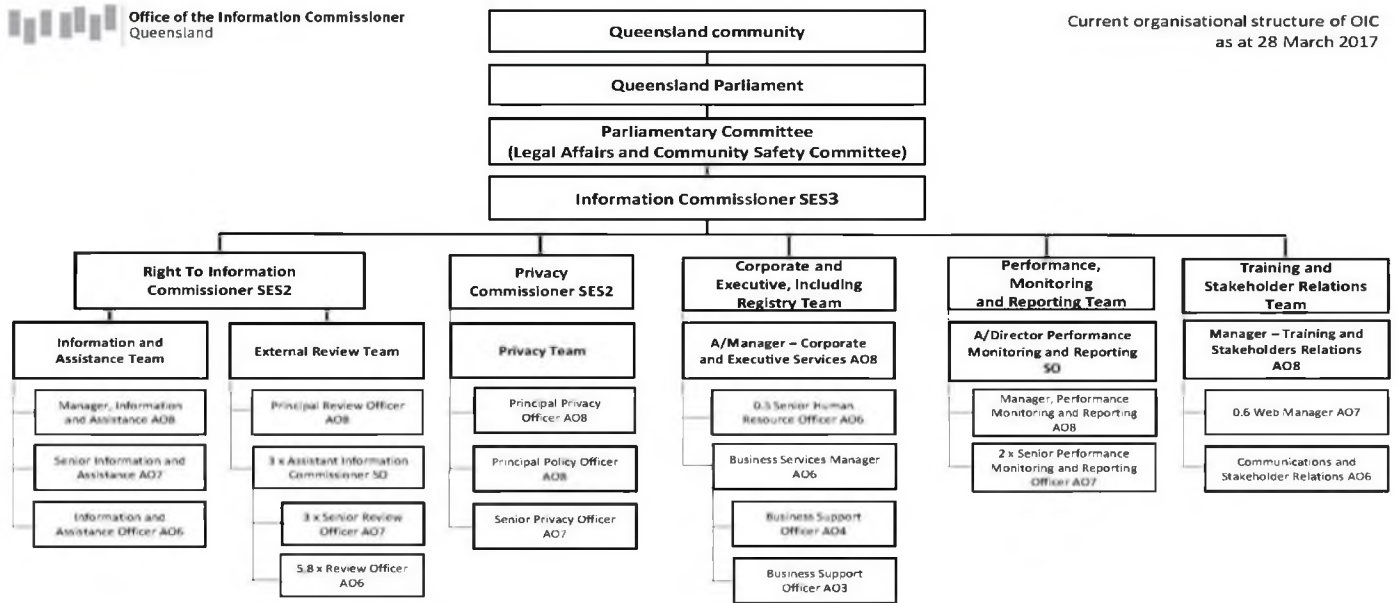 Office of the Information Commissioner
Queensland
Current organisational structure of OIC
as at 28 March 2017
Queensland community
Queensland Parliament
Parliamentary Committee
(Legal Affairs and Community Safety Committee)
Information Commissioner SES3
Right To Information
Commissioner SES2
Privacy
Commissioner SES2
Corporate and
Executive, Including
Registry Team
Performance,
Monitoring
and Reporting Team
Training and
Stakeholder Relations
Team
Information and
Assistance Team
External Review Team
Privacy Team
A/Manager – Corporate
and Executive Services AO8
A/Director Performance
Monitoring and Reporting
SO
Manager – Training and
Stakeholders Relations
AO8
Manager, Information
and Assistance AO8
Senior Information and
Assistance AO7
Information and
Assistance Officer AO6
Principal Review Officer
AO8
3 x Assistant Information
Commissioner SO
3 x Senior Review
Officer AO7
5.8 x Review Officer
AO6
Principal Privacy
Officer AO8
Principal Policy Officer
AO8
Senior Privacy Officer
AO7
Senior Human
Resource Officer AO6
Business Services Manager
AO6
Business Support
Officer AO4
Business Support
Officer AO3
Manager, Performance
Monitoring and Reporting
AO8
2 x Senior Performance
Monitoring and Reporting
Officer AO7
0.6 Web Manager AO7
Communications and
Stakeholder Relations AO6